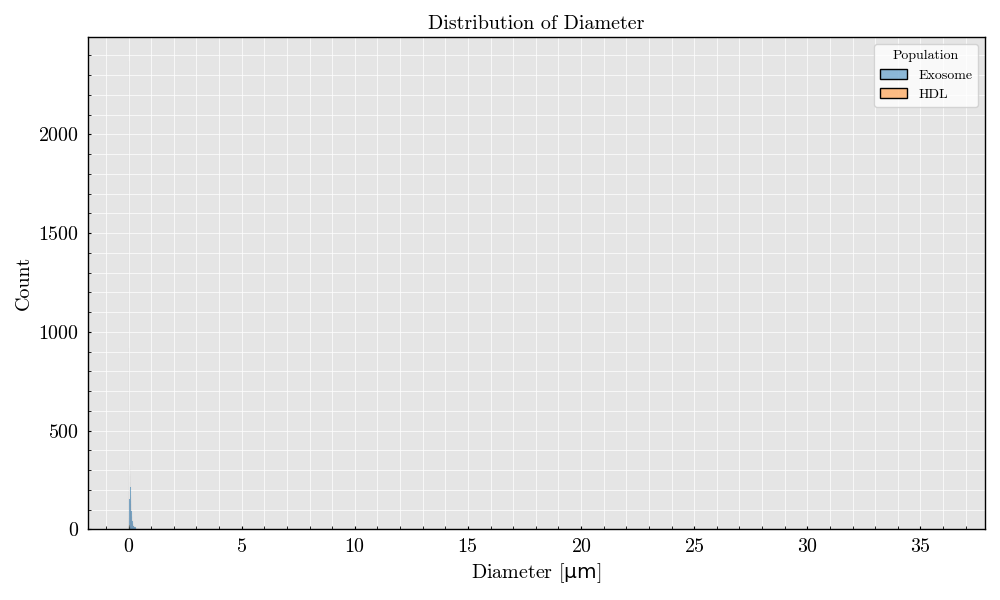 Distribution of Diameter
Population
Exosome
HDL
2000
1500
1000
500
0
Count
0 5 10 15 20 25 30 35
Diameter [μm]